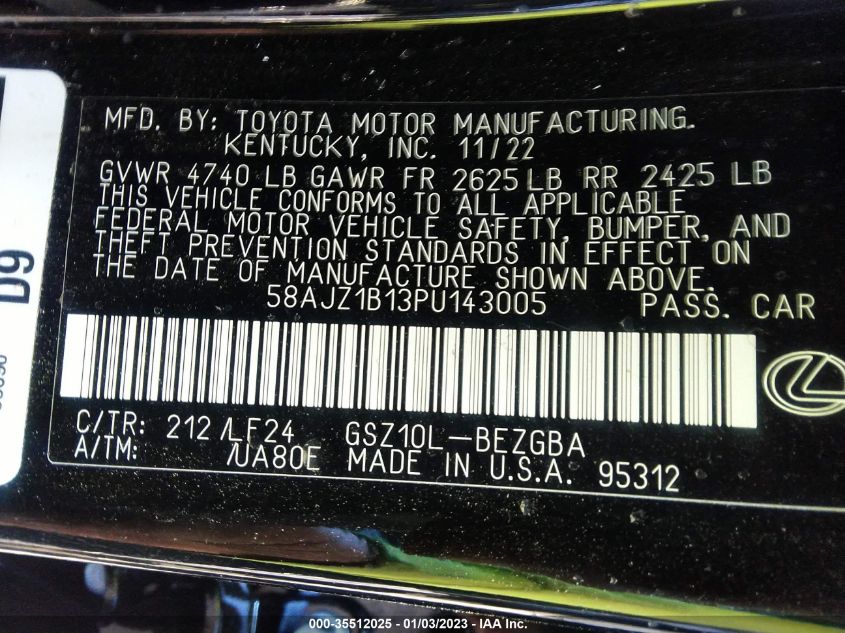 MFD. BY: TOYOTA MOTOR MANUFACTURING.
KENTUCKY, INC. 11/22
GVWR 4740 LB GAWR FR 2625 LB RR 2425 LB
THIS VEHICLE CONFORMS TO ALL APPLICABLE
FEDERAL MOTOR VEHICLE SAFETY, BUMPER, AND
THEFT PREVENTION STANDARDS IN EFFECT ON
THE DATE OF MANUFACTURE SHOWN ABOVE.
58AJZ1B13PU143005 PASS. CAR
C/TR: 212/LF24 GSZ10L-BEZGBA
A/TM: /UA80E MADE IN U.S.A. 95312
D9
000-35512025 - 01/03/2023 - IAA Inc.